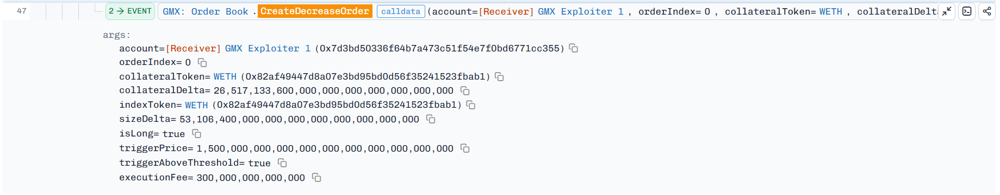 47 2 → EVENT GMX: Order Book .CreateDecreaseOrder calldata (account=[Receiver] GMX Exploiter 1 , orderIndex= 0 , collateralToken= WETH , collateralDelt
args:
account=[Receiver] GMX Exploiter 1 (0x7d3bd50336f64b7a473c51f54e7f0bd6771cc355)
orderIndex= 0
collateralToken= WETH (0x82af49447d8a07e3bd95bd0d56f35241523fbab1)
collateralDelta= 26,517,133,600,000,000,000,000,000,000,000
indexToken= WETH (0x82af49447d8a07e3bd95bd0d56f35241523fbab1)
sizeDelta= 53,106,400,000,000,000,000,000,000,000,000
isLong= true
triggerPrice= 1,500,000,000,000,000,000,000,000,000,000,000
triggerAboveThreshold= true
executionFee= 300,000,000,000,000